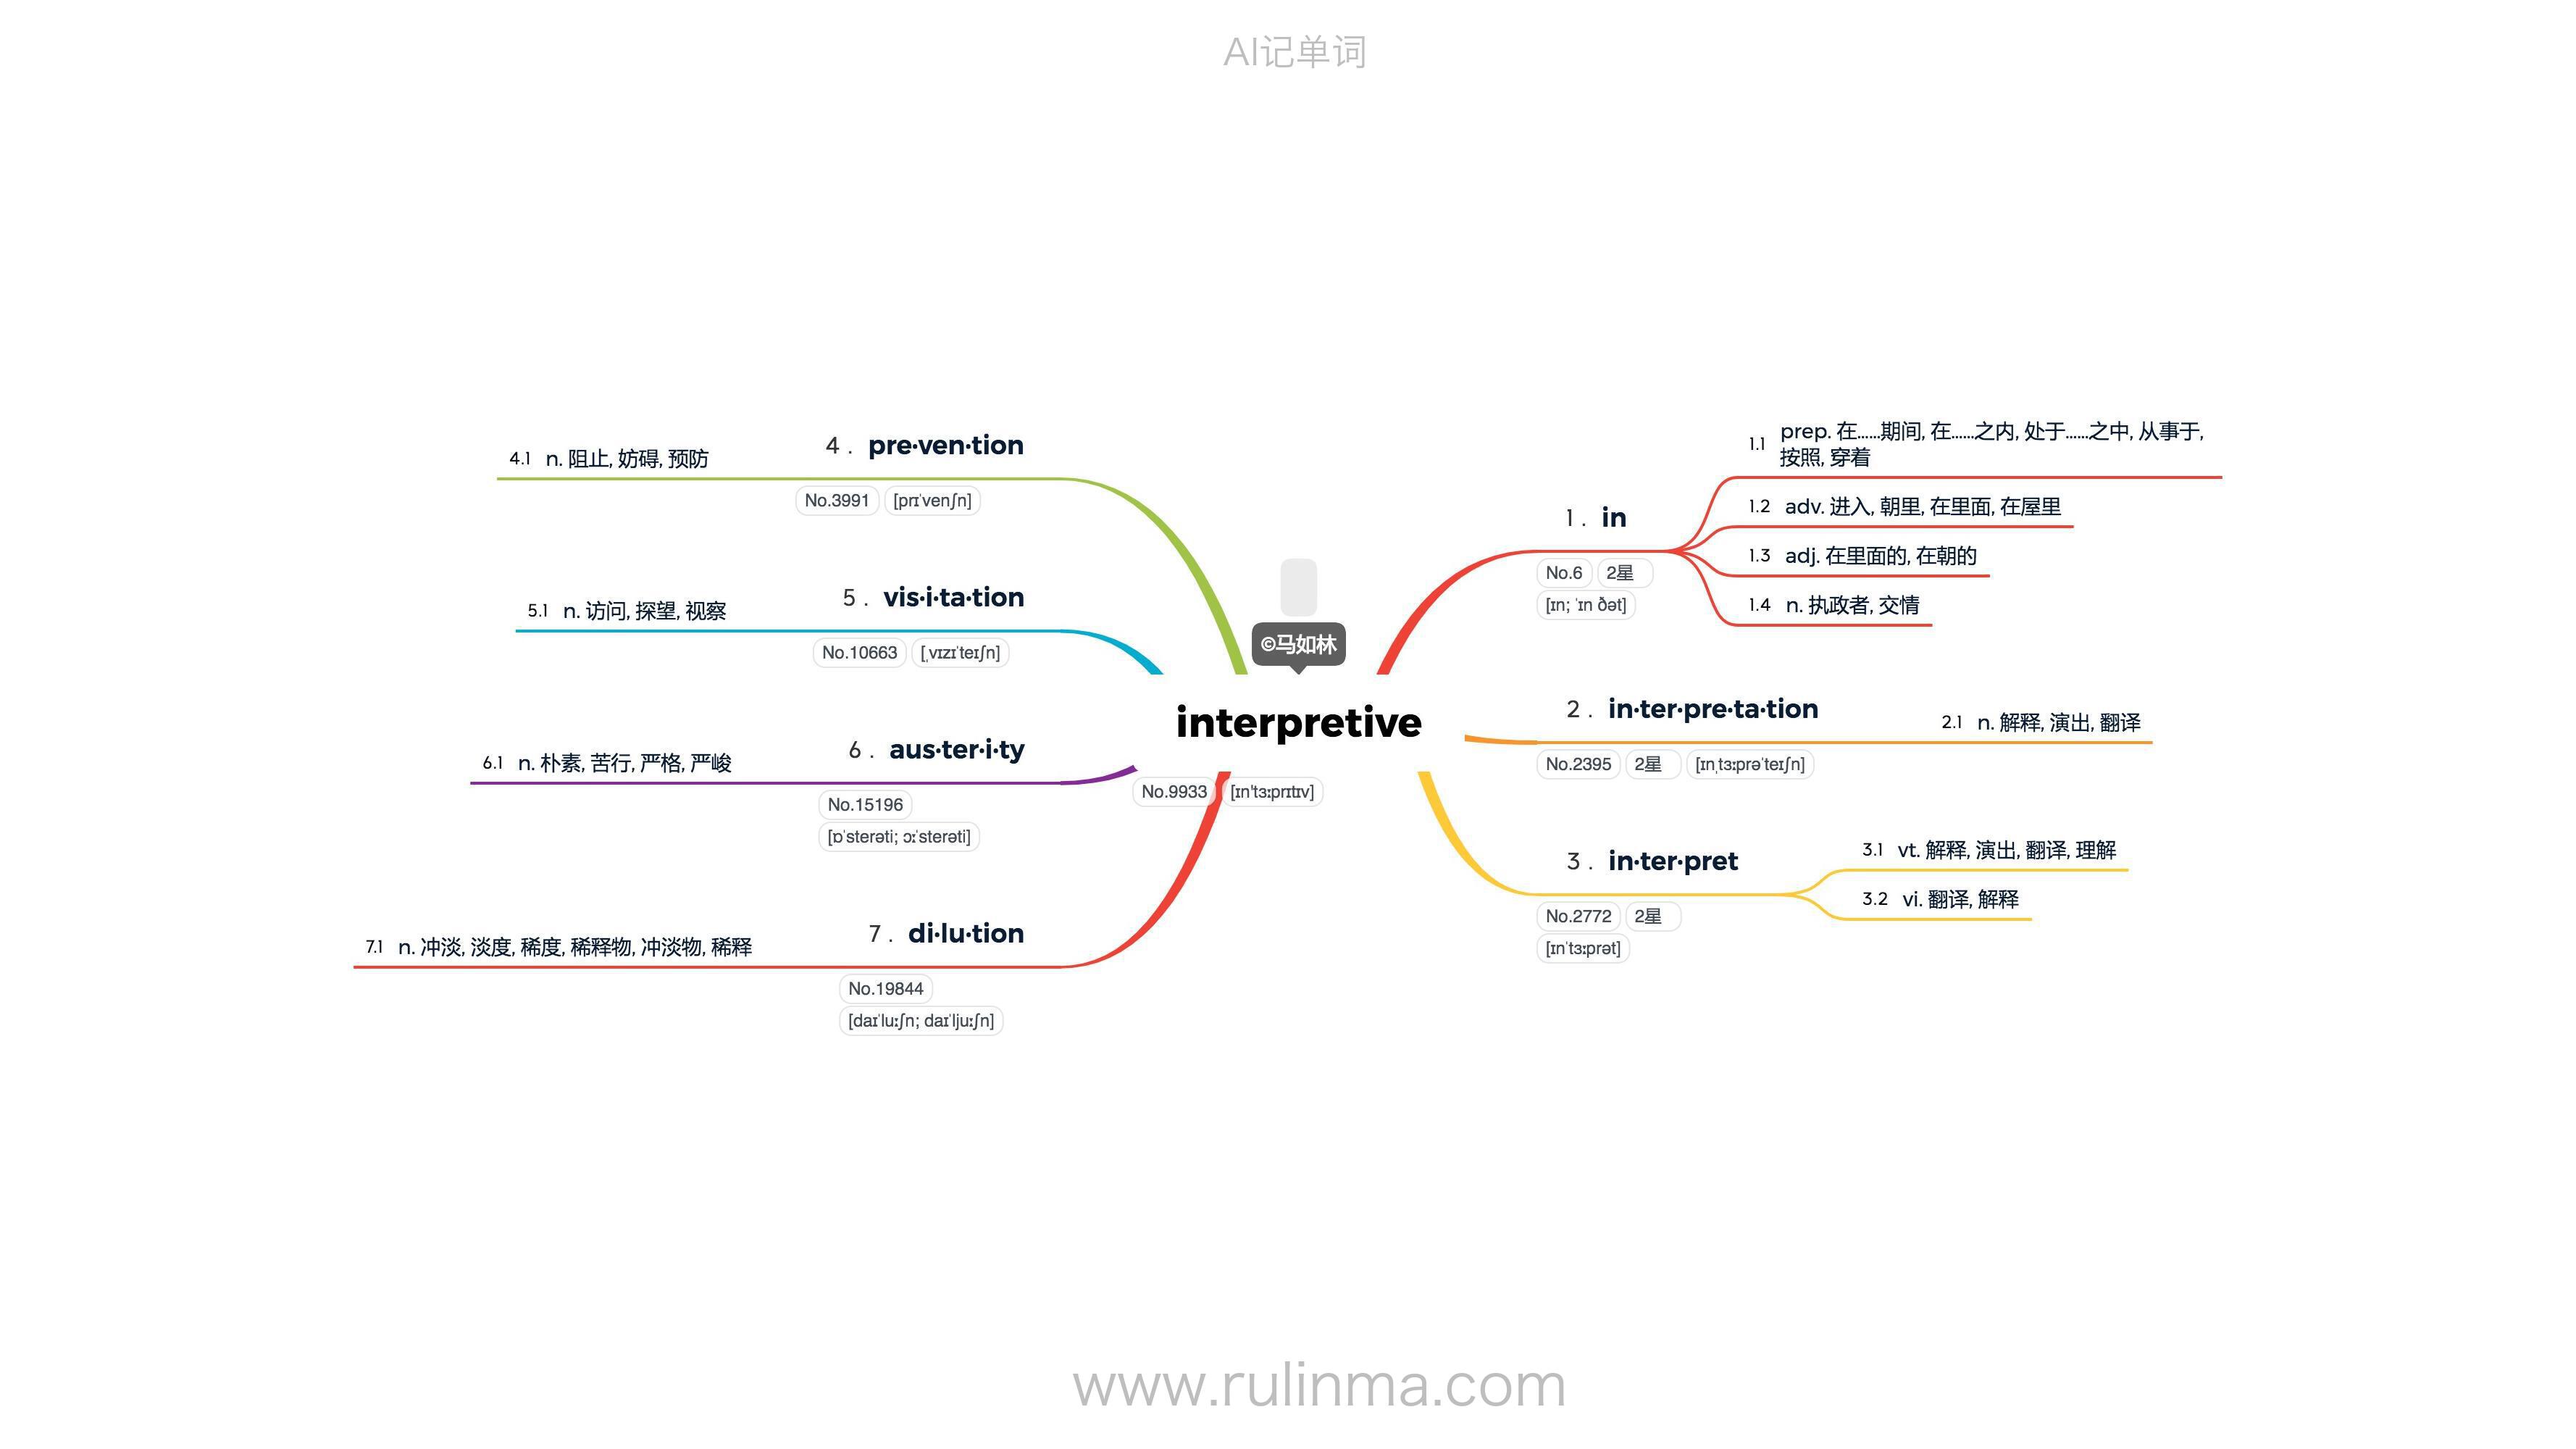 AI记单词
©马如林
interpretive
No.9933 [ɪn'tɜːprɪtɪv]
1 . in
No.6 2星
[ɪn; ˈɪn ðət]
1.1 prep. 在……期间, 在……之内, 处于……之中, 从事于,
按照, 穿着
1.2 adv. 进入, 朝里, 在里面, 在屋里
1.3 adj. 在里面的, 在朝的
1.4 n. 执政者, 交情
2 . in·ter·pre·ta·tion
No.2395 2星 [ɪnˌtɜːprəˈteɪʃn]
2.1 n. 解释, 演出, 翻译
3 . in·ter·pret
No.2772 2星
[ɪnˈtɜːprət]
3.1 vt. 解释, 演出, 翻译, 理解
3.2 vi. 翻译, 解释
4 . pre·ven·tion
No.3991 [prɪˈvenʃn]
4.1 n. 阻止, 妨碍, 预防
5 . vis·i·ta·tion
No.10663 [ˌvɪzɪˈteɪʃn]
5.1 n. 访问, 探望, 视察
6 . aus·ter·i·ty
No.15196
[ɒˈsterəti; ɔːˈsterəti]
6.1 n. 朴素, 苦行, 严格, 严峻
7 . di·lu·tion
No.19844
[daɪˈluːʃn; daɪˈljuːʃn]
7.1 n. 冲淡, 淡度, 稀度, 稀释物, 冲淡物, 稀释
www.rulinma.com